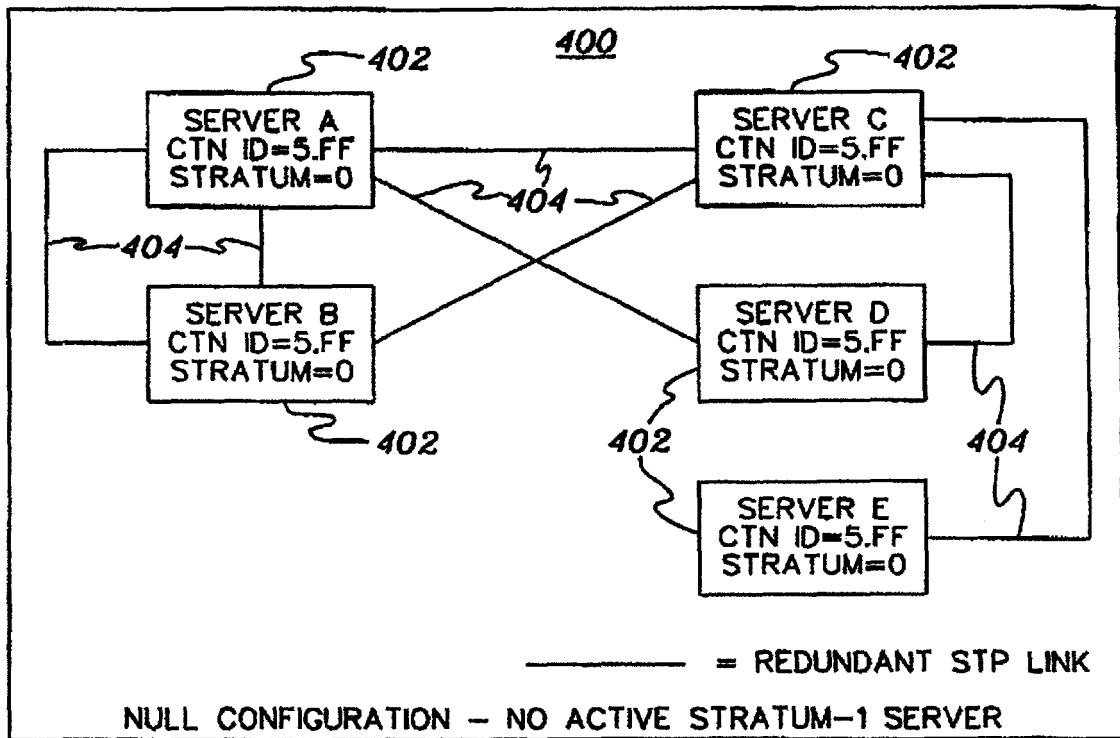 400
402
402
SERVER A
CTN ID=5.FF
STRATUM=0
SERVER C
CTN ID=5.FF
STRATUM=0
404
404
SERVER B
CTN ID=5.FF
STRATUM=0
SERVER D
CTN ID=5.FF
STRATUM=0
402
402
404
SERVER E
CTN ID=5.FF
STRATUM=0
= REDUNDANT STP LINK
NULL CONFIGURATION - NO ACTIVE STRATUM-1 SERVER